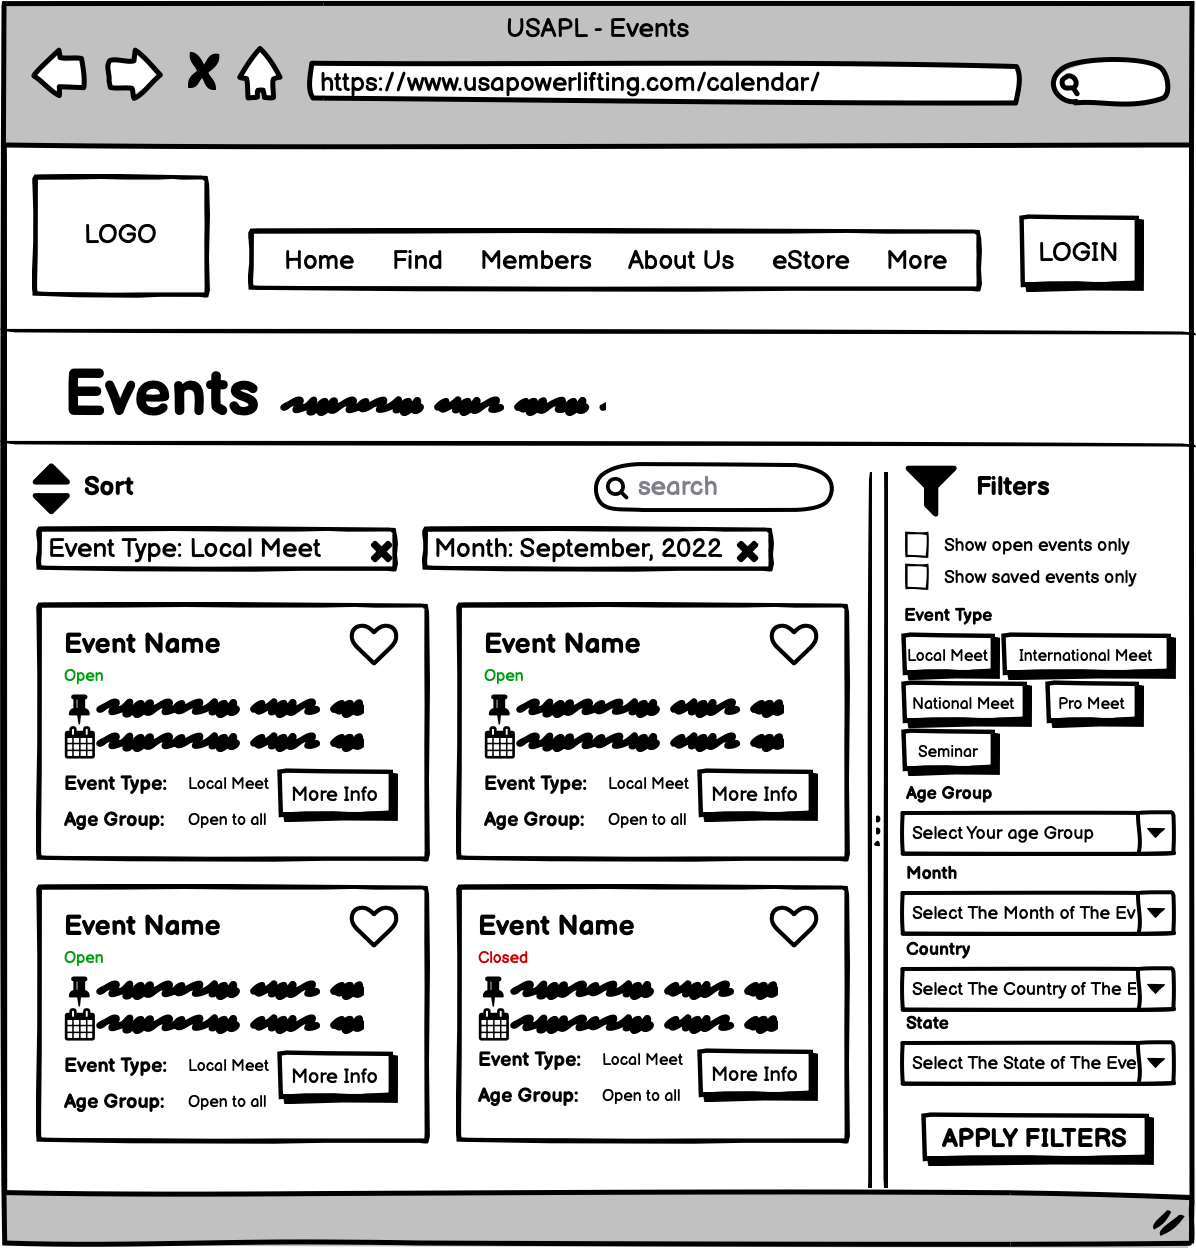 USAPL - Events
https://www.usapowerlifting.com/calendar/
LOGO
Home Find Members About Us eStore More
LOGIN
Events
Sort
search
Event Type: Local Meet
Month: September, 2022
Event Name
Open
Event Type: Local Meet
Age Group: Open to all
More Info
Event Name
Open
Event Type: Local Meet
Age Group: Open to all
More Info
Event Name
Open
Event Type: Local Meet
Age Group: Open to all
More Info
Event Name
Closed
Event Type: Local Meet
Age Group: Open to all
More Info
Filters
Show open events only
Show saved events only
Event Type
Local Meet International Meet
National Meet Pro Meet
Seminar
Age Group
Select Your age Group
Month
Select The Month of The Ev
Country
Select The Country of The E
State
Select The State of The Eve
APPLY FILTERS